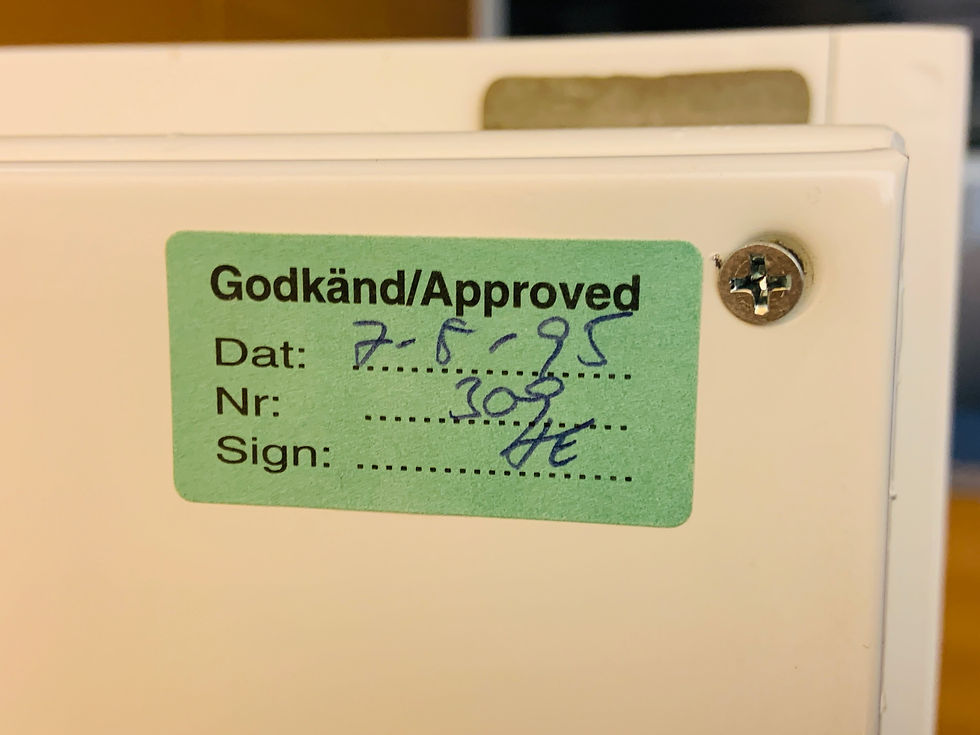 Godkänd/Approved
Dat: 7-5-95
Nr: 309
Sign: HE